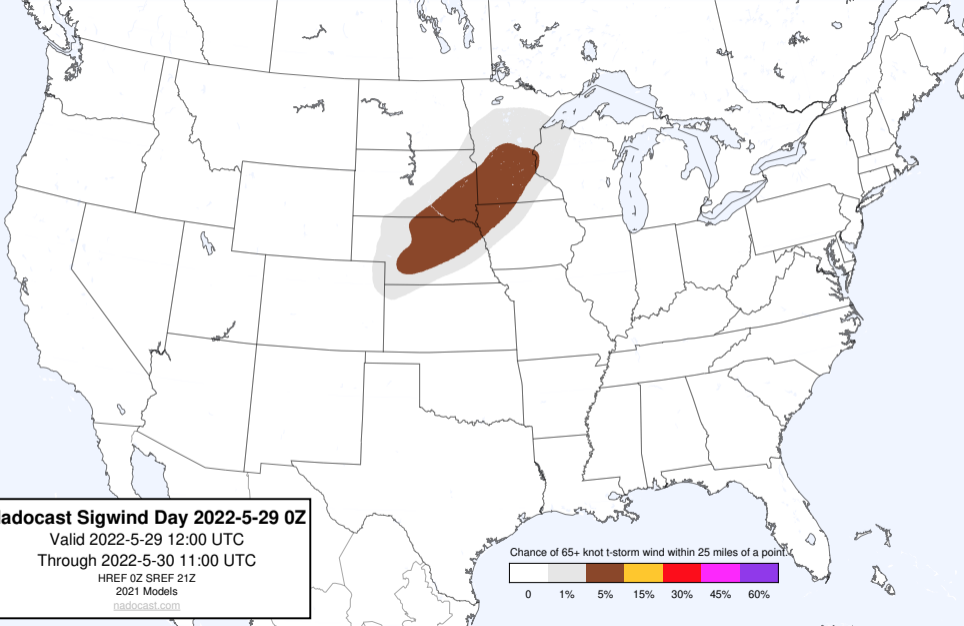 adocast Sigwind Day 2022-5-29 0Z
Valid 2022-5-29 12:00 UTC
Through 2022-5-30 11:00 UTC
HREF 0Z SREF 21Z
2021 Models
nadocast.com
Chance of 65+ knot t-storm wind within 25 miles of a point.
0 1% 5% 15% 30% 45% 60%